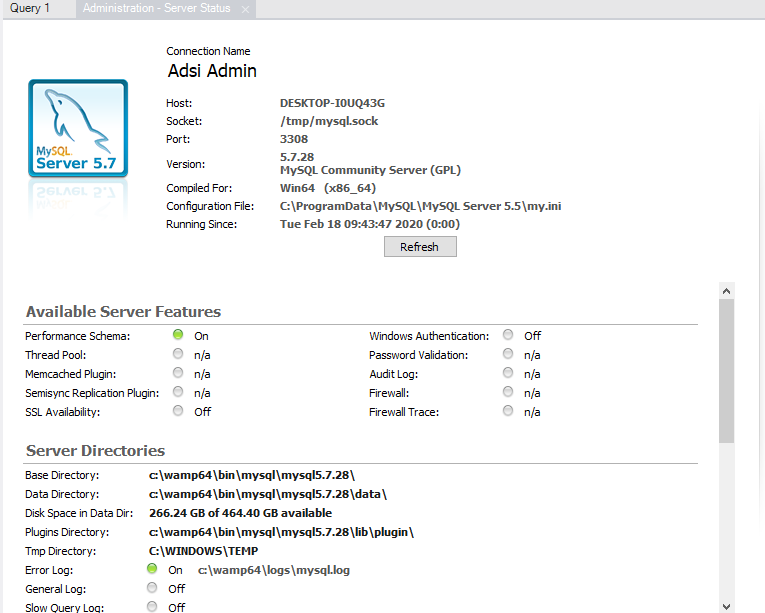 Query 1
Administration - Server Status ×
Connection Name
Adsi Admin
MySQL
Server 5.7
Host: DESKTOP-I0UQ43G
Socket: /tmp/mysql.sock
Port: 3308
Version: 5.7.28
MySQL Community Server (GPL)
Compiled For: Win64 (x86_64)
Configuration File: C:\ProgramData\MySQL\MySQL Server 5.5\my.ini
Running Since: Tue Feb 18 09:43:47 2020 (0:00)
Refresh
Available Server Features
Performance Schema: On Windows Authentication: Off
Thread Pool: n/a Password Validation: n/a
Memcached Plugin: n/a Audit Log: n/a
Semisync Replication Plugin: n/a Firewall: n/a
SSL Availability: Off Firewall Trace: n/a
Server Directories
Base Directory: c:\wamp64\bin\mysql\mysql5.7.28\
Data Directory: c:\wamp64\bin\mysql\mysql5.7.28\data\
Disk Space in Data Dir: 266.24 GB of 464.40 GB available
Plugins Directory: c:\wamp64\bin\mysql\mysql5.7.28\lib\plugin\
Tmp Directory: C:\WINDOWS\TEMP
Error Log: On c:\wamp64\logs\mysql.log
General Log: Off
Slow Query Log: Off